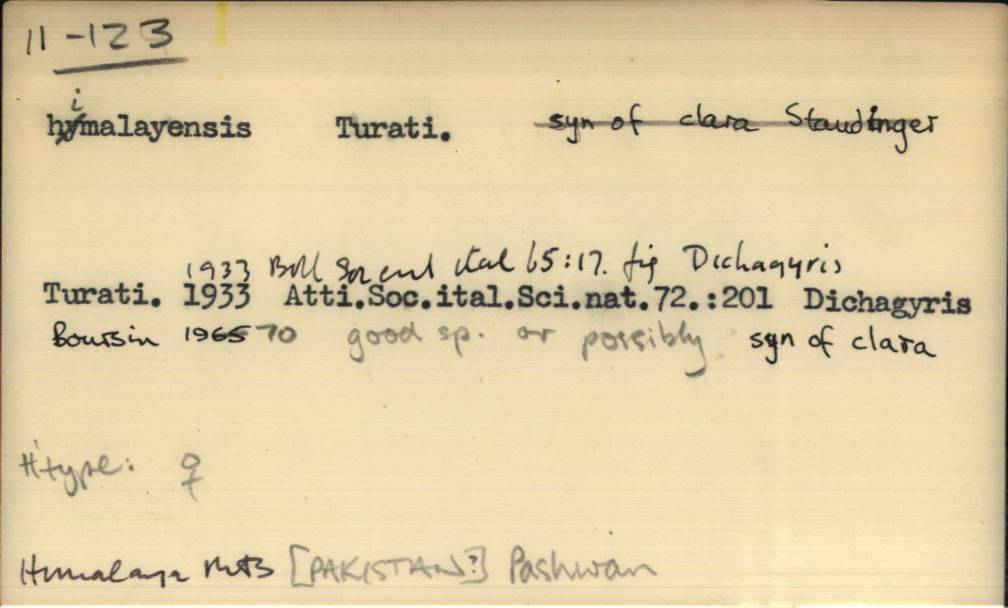 11-123
himalayensis Turati. syn of clara Staudinger
1933 Boll Soc ent ital 65:17. fig Dichagyris
Turati. 1933 Atti.Soc.ital.Sci.nat.72.:201 Dichagyris
Boursin 1965 70 good sp. or possibly syn of clara
H'type: ♀
Himalaya Mts [PAKISTAN?] Pashwan